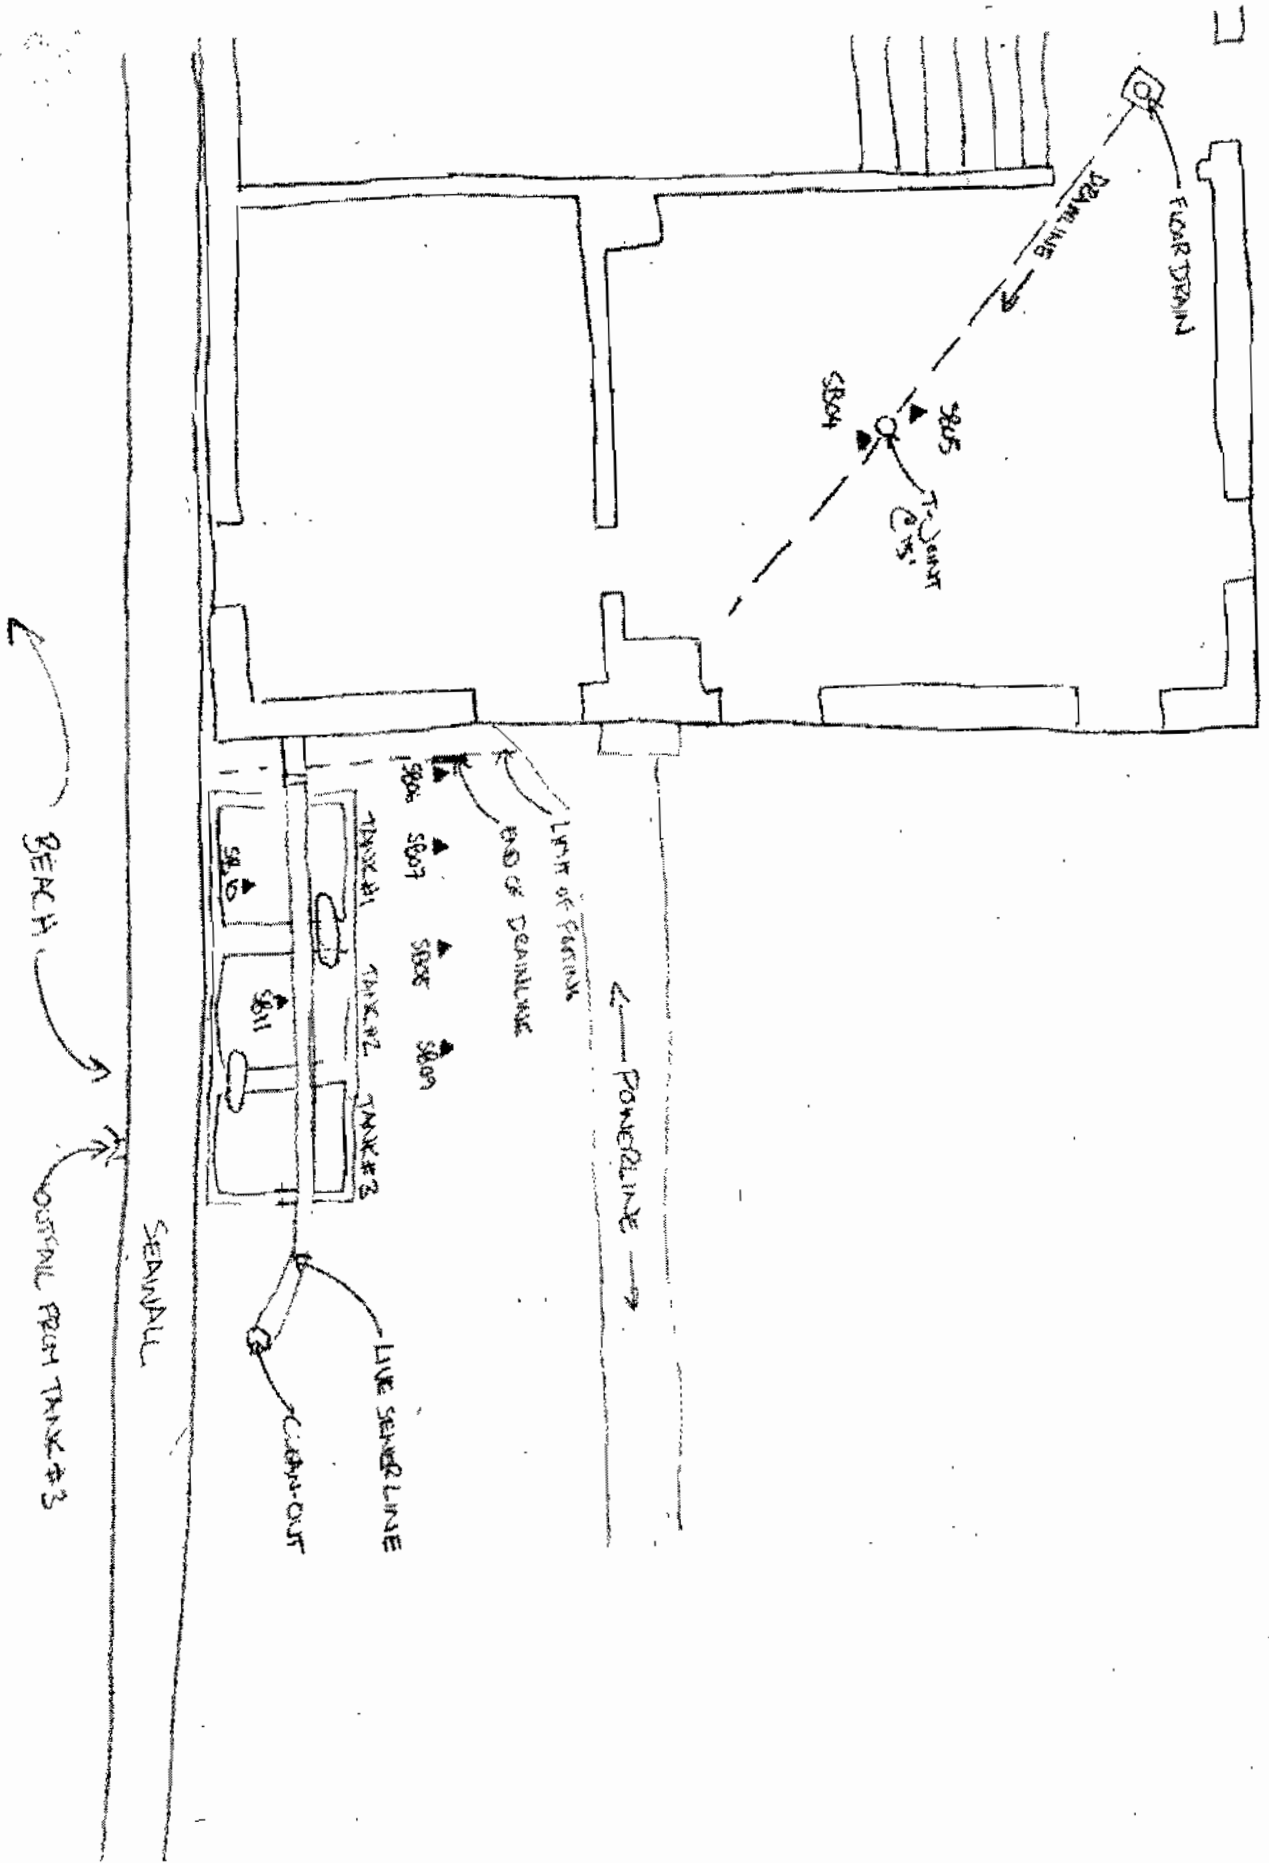 FLOOR DRAIN
DRAINLINE
SB05
SB04
T-JOINT
@ 15'
LIMIT OF FOOTING
END OF DRAINLINE
SB06
SB07
SB08
SB09
← POWERLINE →
TANK #1
TANK #2
TANK #3
SB10
SB11
LIVE SEWER LINE
CLEAN-OUT
SEAWALL
BEACH
OUTFALL FROM TANK #3